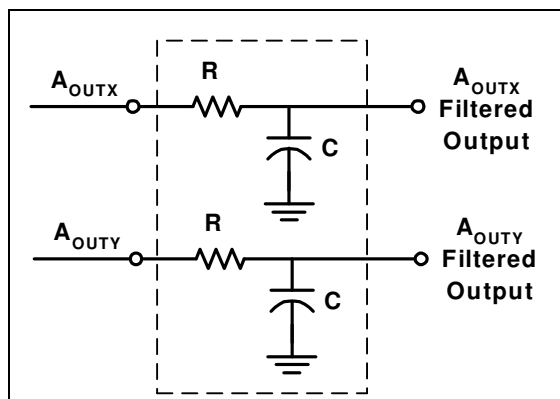 R
A_OUTX
A_OUTX
Filtered
Output
C
R
A_OUTY
A_OUTY
Filtered
Output
C